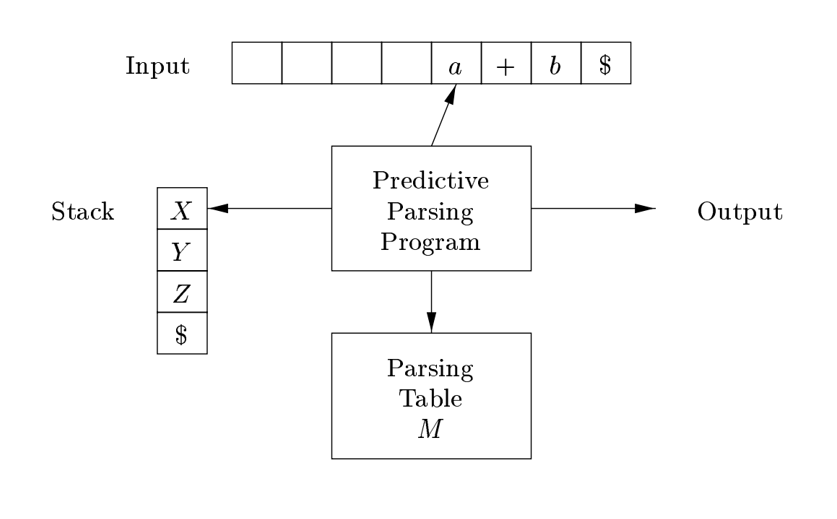 Input a + b $
Predictive
Parsing
Program
Stack X
Y
Z
$
Output
Parsing
Table
M